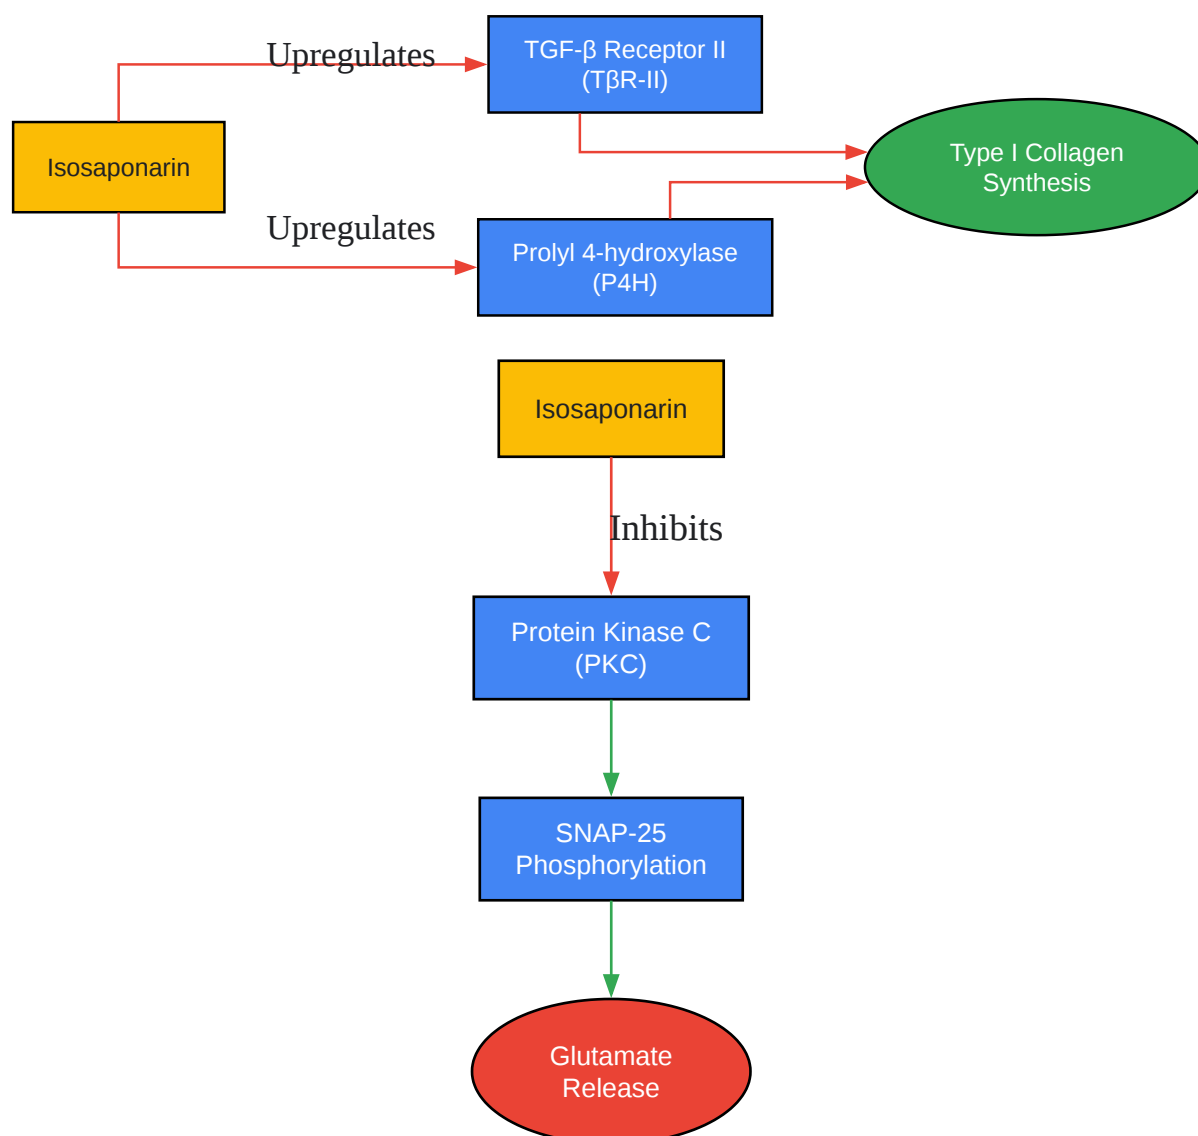 Upregulates
TGF-β Receptor II
(TβR-II)
Isosaponarin
Type I Collagen
Synthesis
Upregulates
Prolyl 4-hydroxylase
(P4H)
Isosaponarin
Inhibits
Protein Kinase C
(PKC)
SNAP-25
Phosphorylation
Glutamate
Release